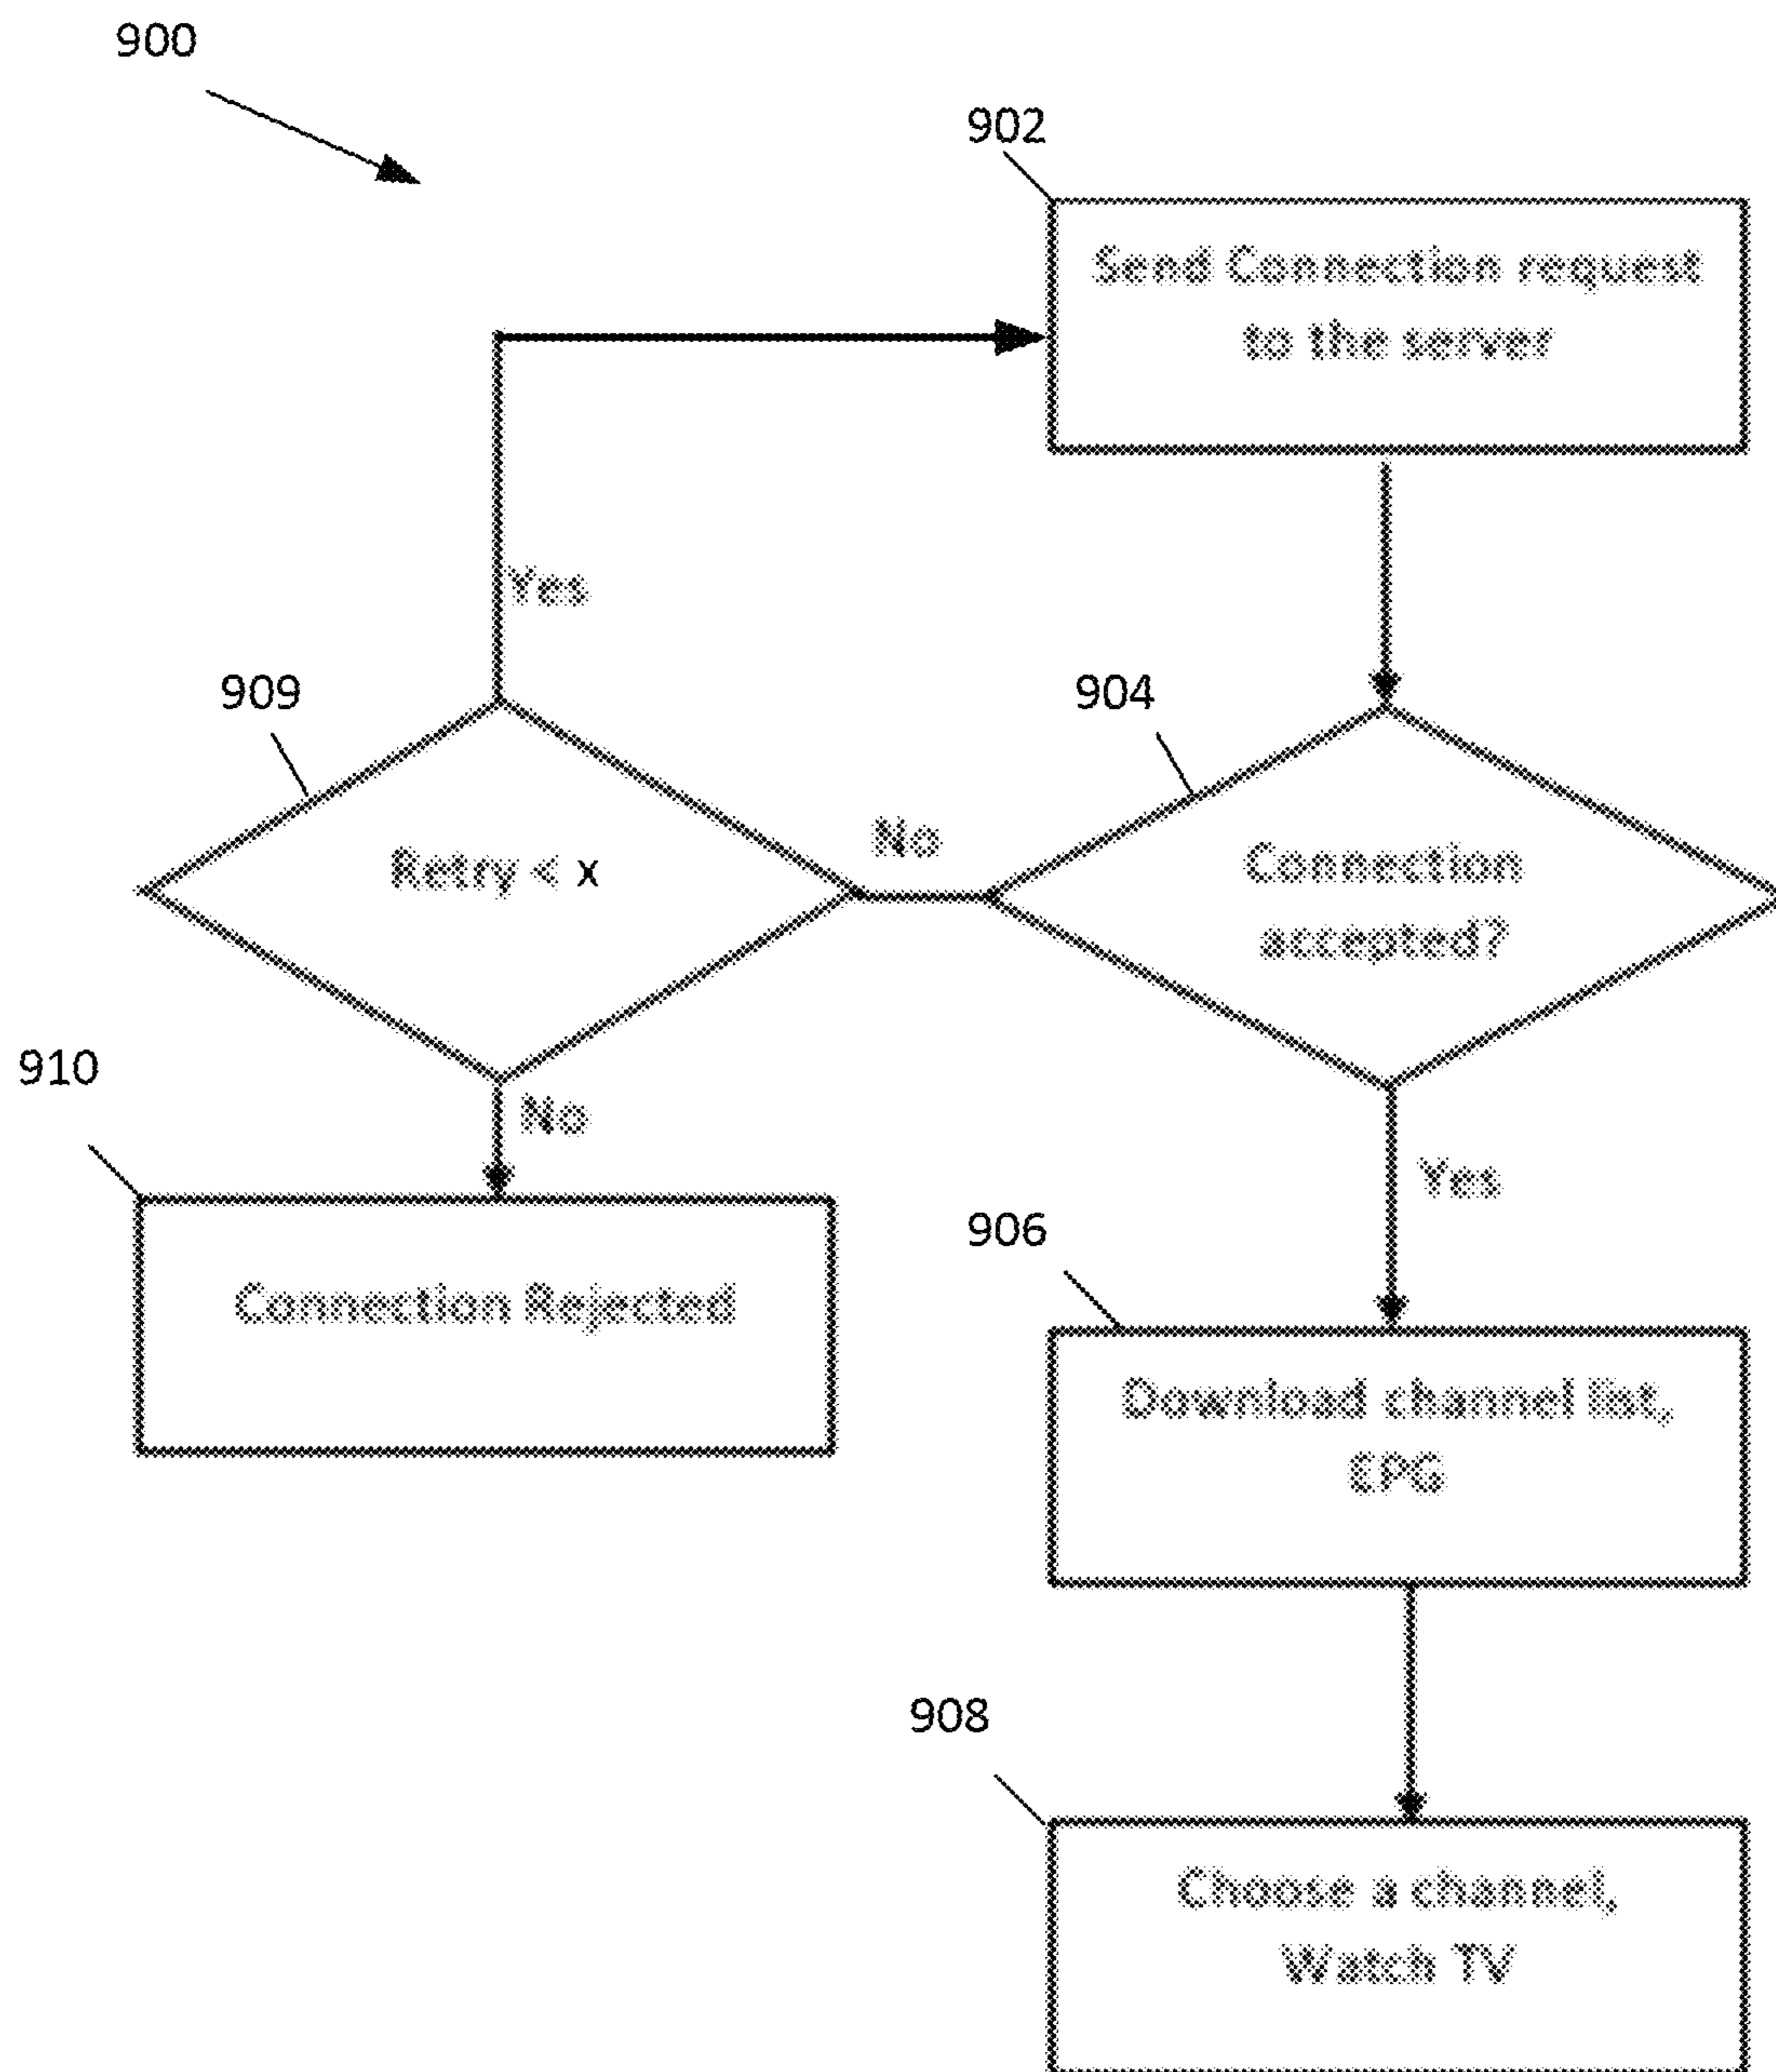 900
902
Send Connection request
to the server
Yes
909
904
Retry < x
No
Connection
accepted?
910
No
Yes
906
Connection Rejected
Download channel list,
EPG
908
Choose a channel,
Watch TV